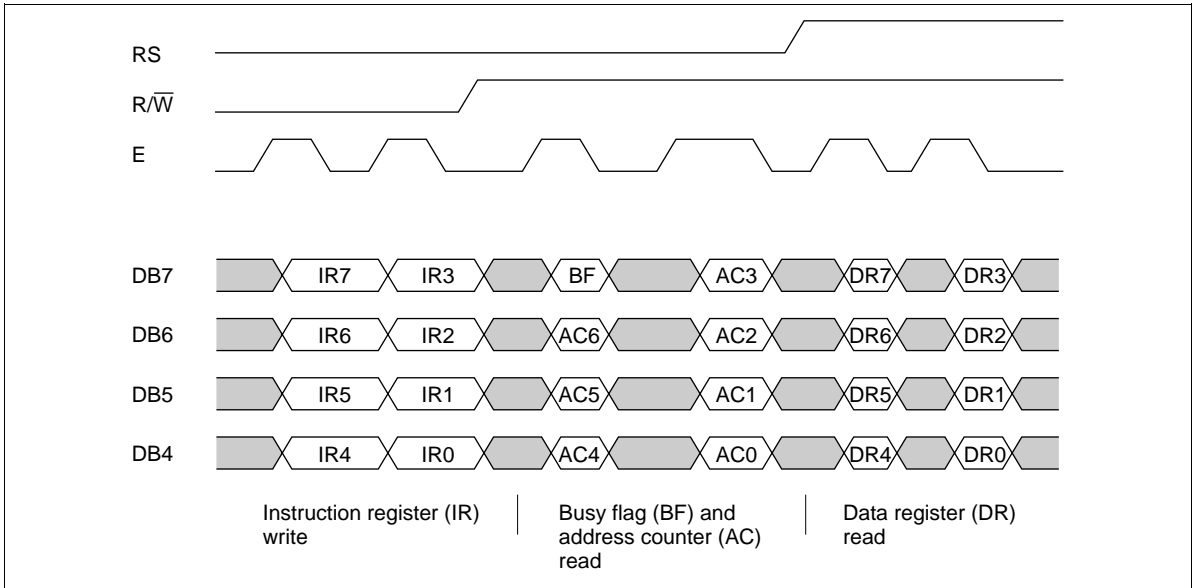 RS
R/W̅
E
DB7 IR7 IR3 BF AC3 DR7 DR3
DB6 IR6 IR2 AC6 AC2 DR6 DR2
DB5 IR5 IR1 AC5 AC1 DR5 DR1
DB4 IR4 IR0 AC4 AC0 DR4 DR0
Instruction register (IR)
write
Busy flag (BF) and
address counter (AC)
read
Data register (DR)
read